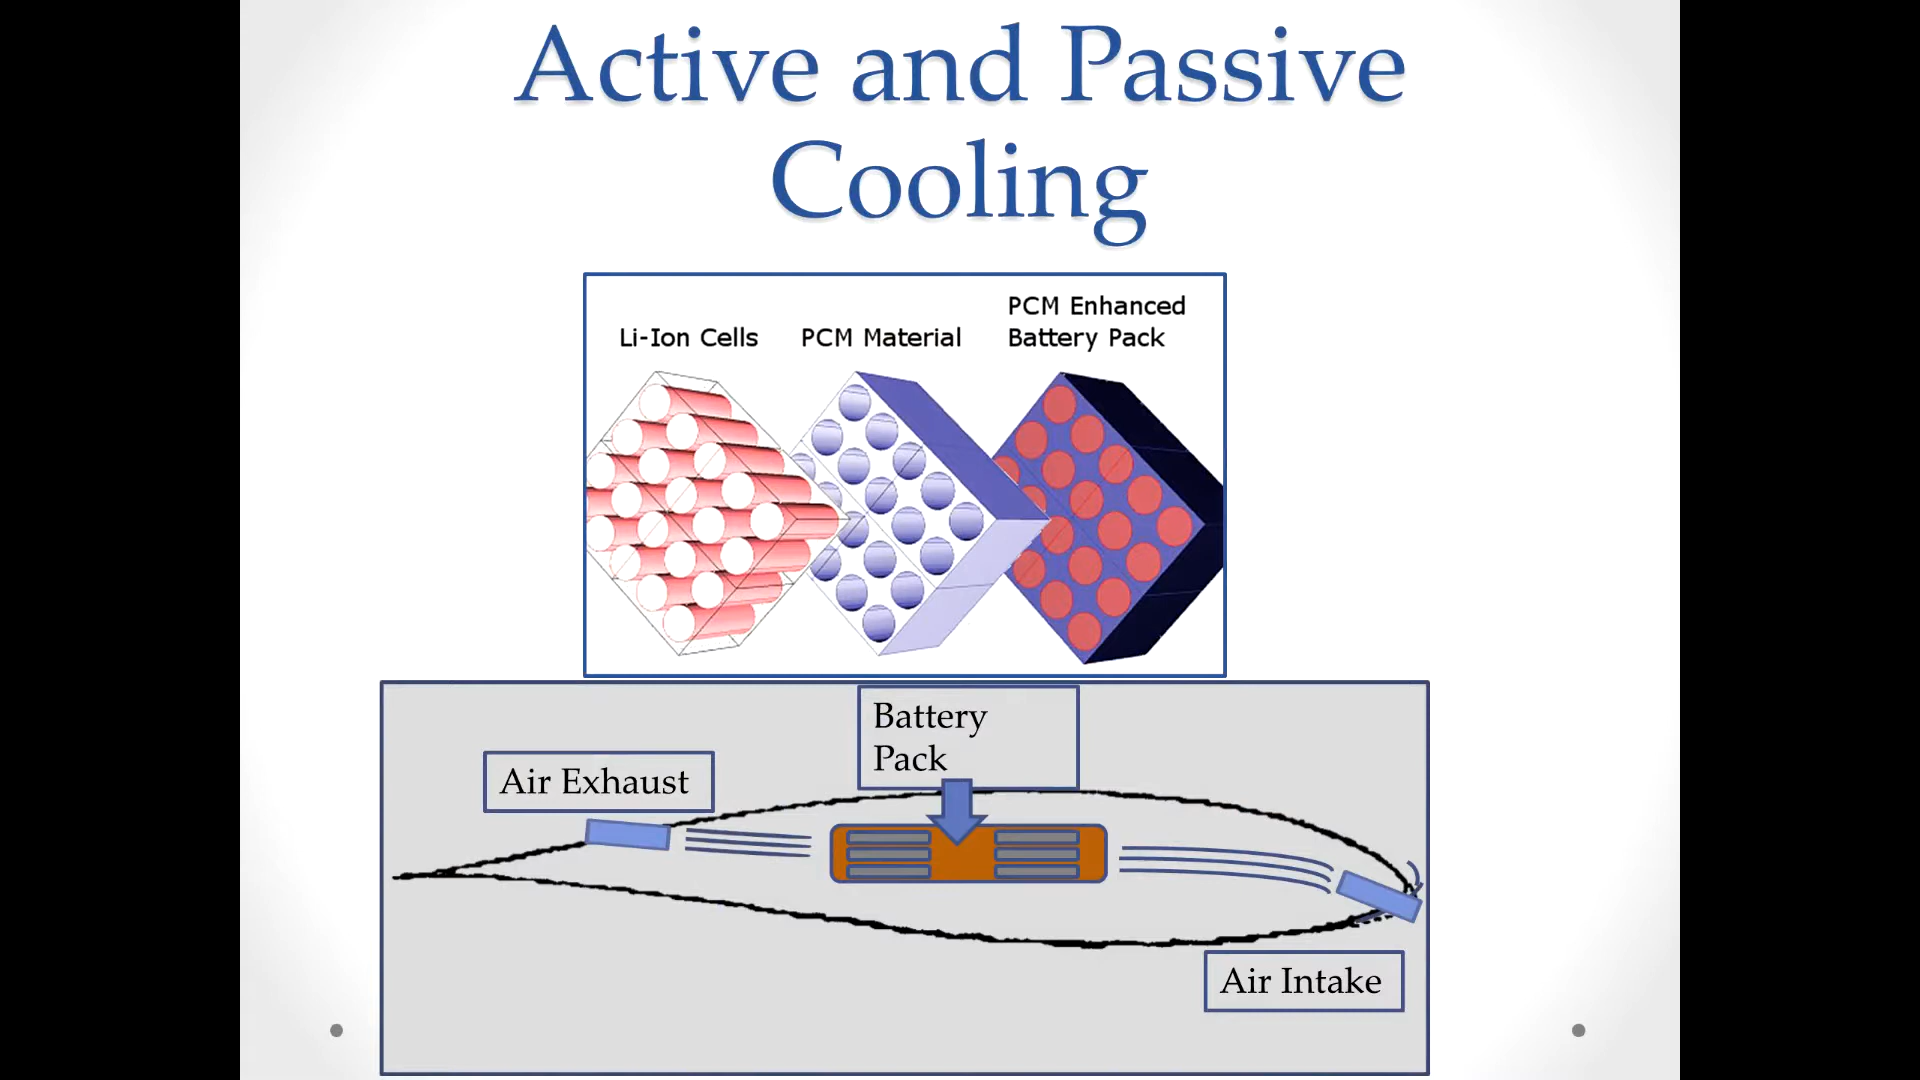 Active and Passive
Cooling
Li-Ion Cells
PCM Material
PCM Enhanced
Battery Pack
Battery
Pack
Air Exhaust
Air Intake